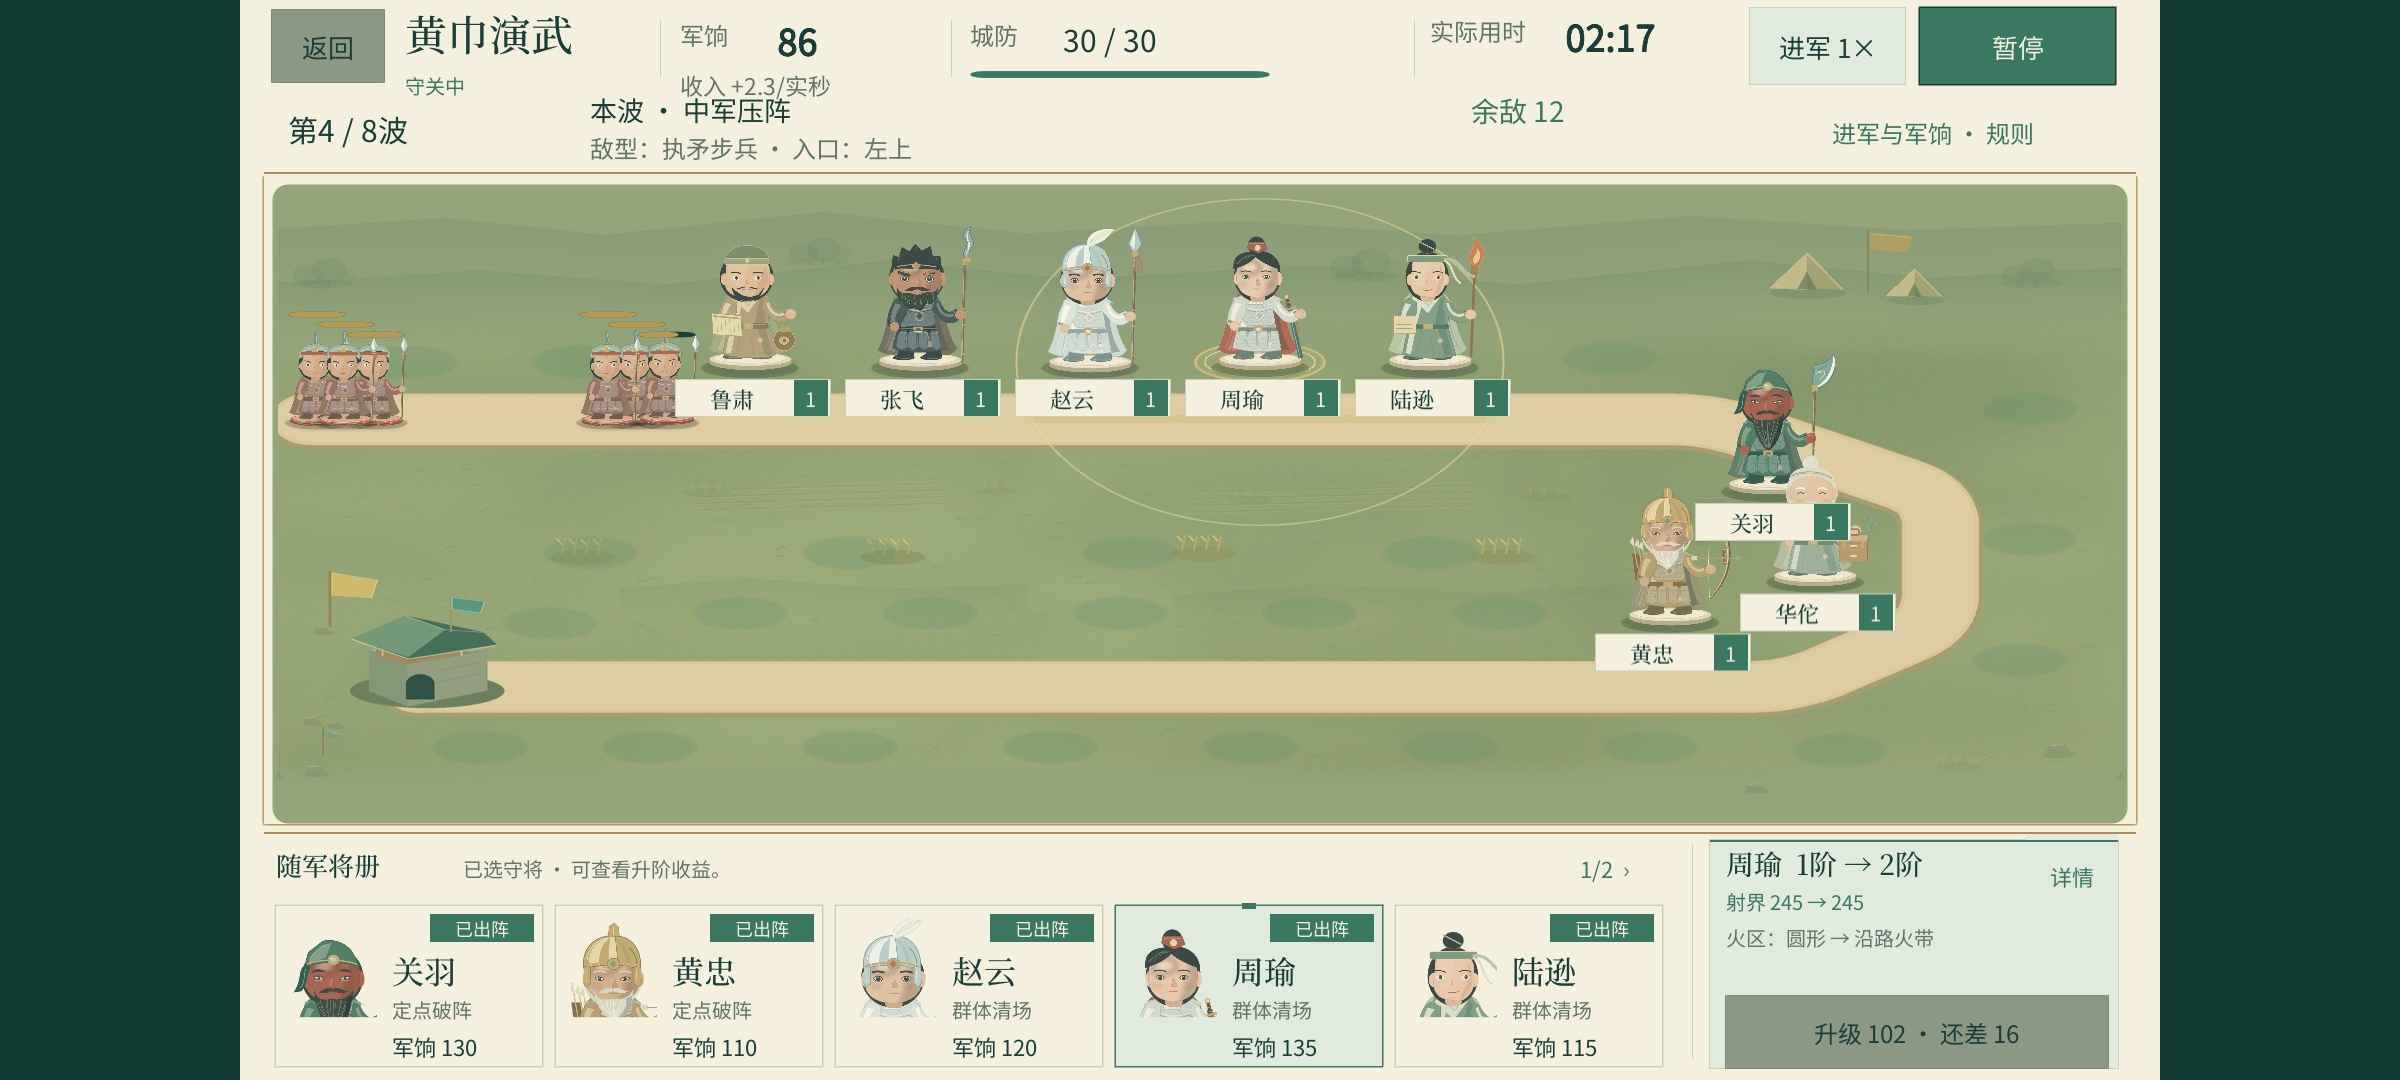 返回
黄巾演武
守关中
军饷 86
收入 +2.3/实秒
城防 30 / 30
实际用时 02:17
进军 1×
暂停
第4 / 8波
本波 · 中军压阵
敌型：执矛步兵 · 入口：左上
余敌 12
进军与军饷 · 规则
鲁肃 1
张飞 1
赵云 1
周瑜 1
陆逊 1
关羽 1
华佗 1
黄忠 1
随军将册
已选守将 · 可查看升阶收益。
1/2 ›
已出阵
关羽
定点破阵
军饷 130
已出阵
黄忠
定点破阵
军饷 110
已出阵
赵云
群体清场
军饷 120
已出阵
周瑜
群体清场
军饷 135
已出阵
陆逊
群体清场
军饷 115
周瑜 1阶 → 2阶
详情
射界 245 → 245
火区：圆形 → 沿路火带
升级 102 · 还差 16